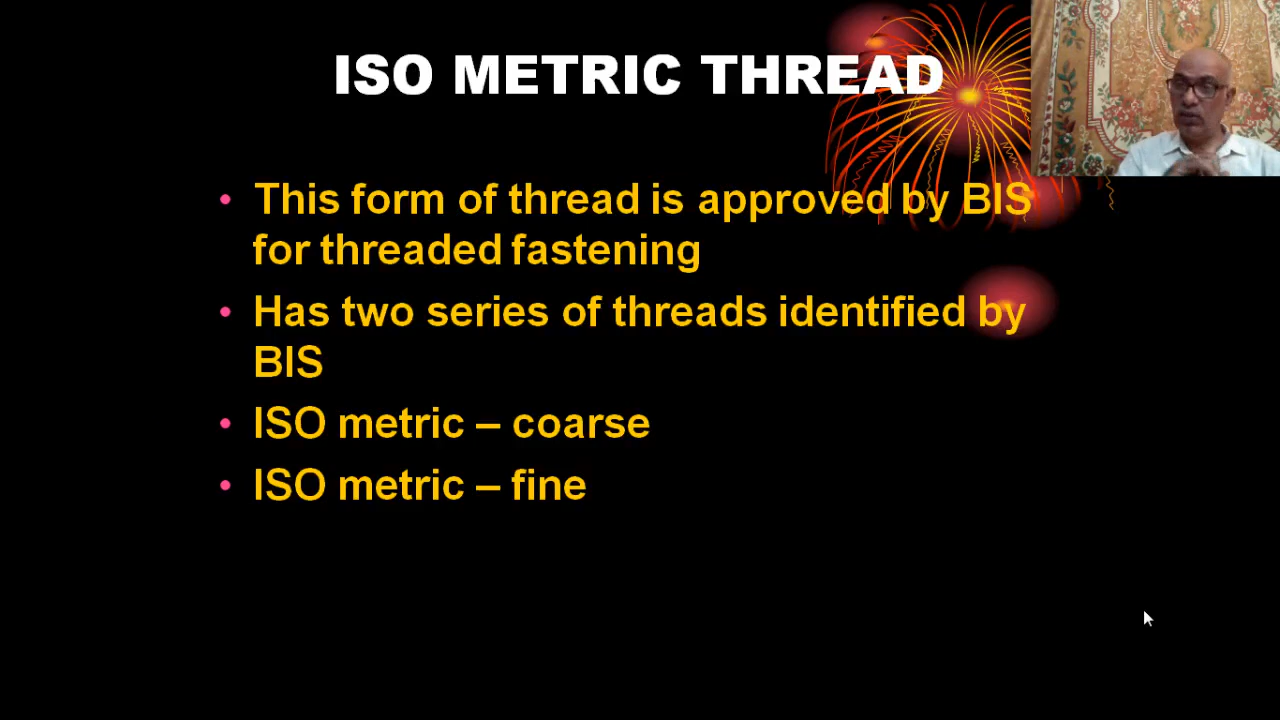 ISO METRIC THREAD
• This form of thread is approved by BIS
for threaded fastening
• Has two series of threads identified by
BIS
• ISO metric – coarse
• ISO metric – fine